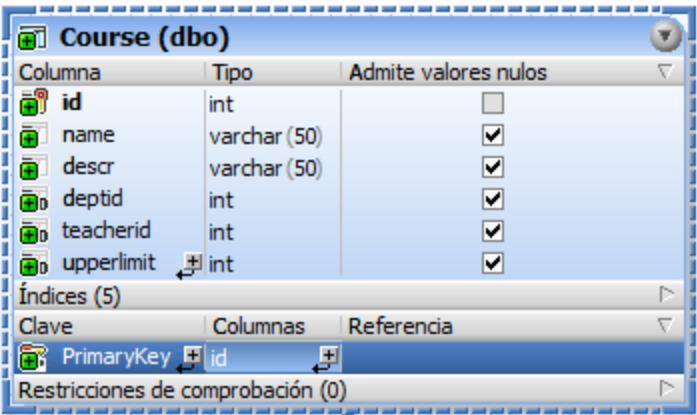 Course (dbo)
Columna Tipo Admite valores nulos
id int
name varchar (50)
descr varchar (50)
deptid int
teacherid int
upperlimit int
Índices (5)
Clave Columnas Referencia
PrimaryKey id
Restricciones de comprobación (0)